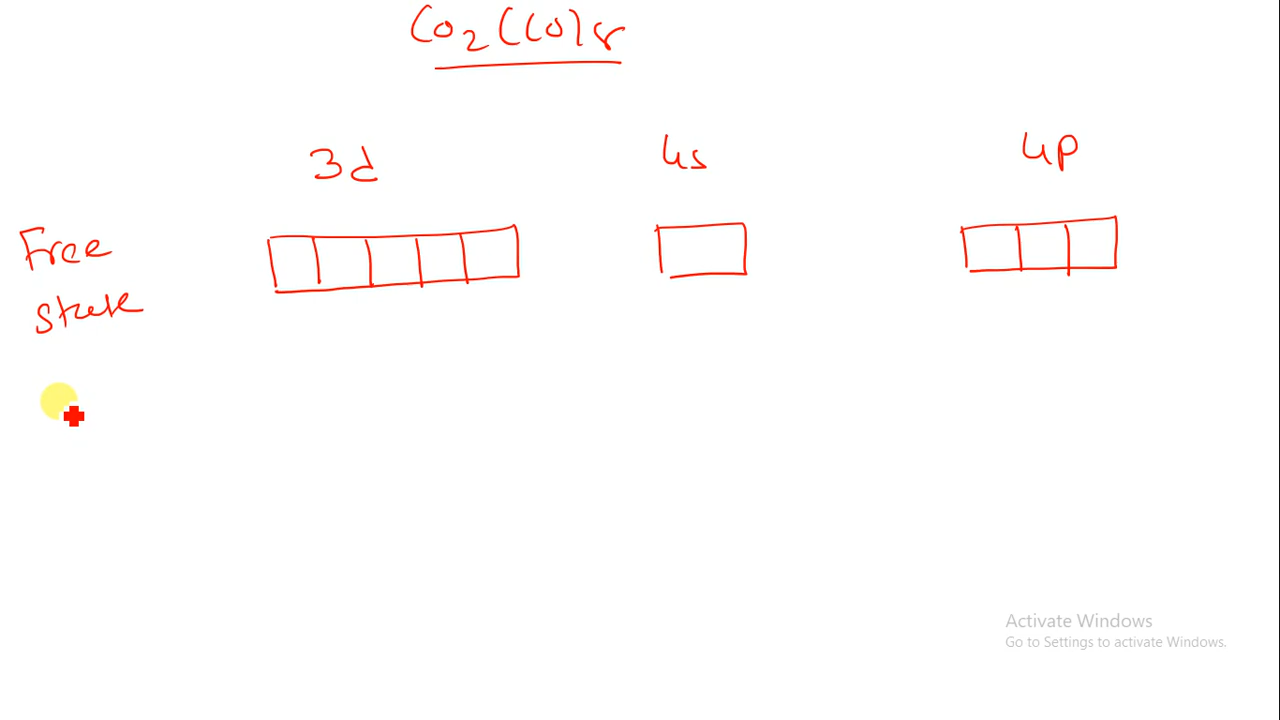 Co₂(CO)8
3d 4s 4p
Free
state
Activate Windows
Go to Settings to activate Windows.